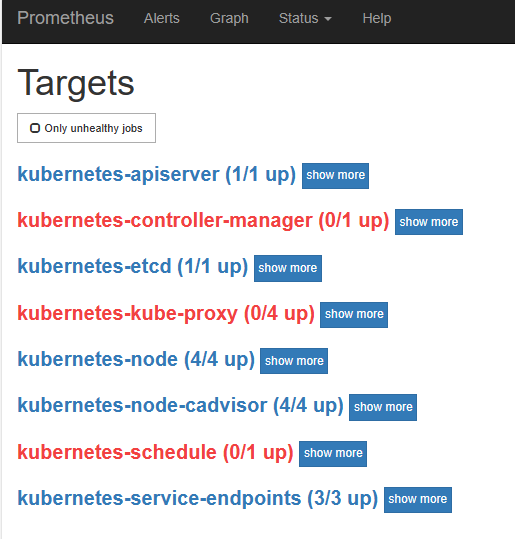 Prometheus Alerts Graph Status Help
Targets
Only unhealthy jobs
kubernetes-apiserver (1/1 up) show more
kubernetes-controller-manager (0/1 up) show more
kubernetes-etcd (1/1 up) show more
kubernetes-kube-proxy (0/4 up) show more
kubernetes-node (4/4 up) show more
kubernetes-node-cadvisor (4/4 up) show more
kubernetes-schedule (0/1 up) show more
kubernetes-service-endpoints (3/3 up) show more